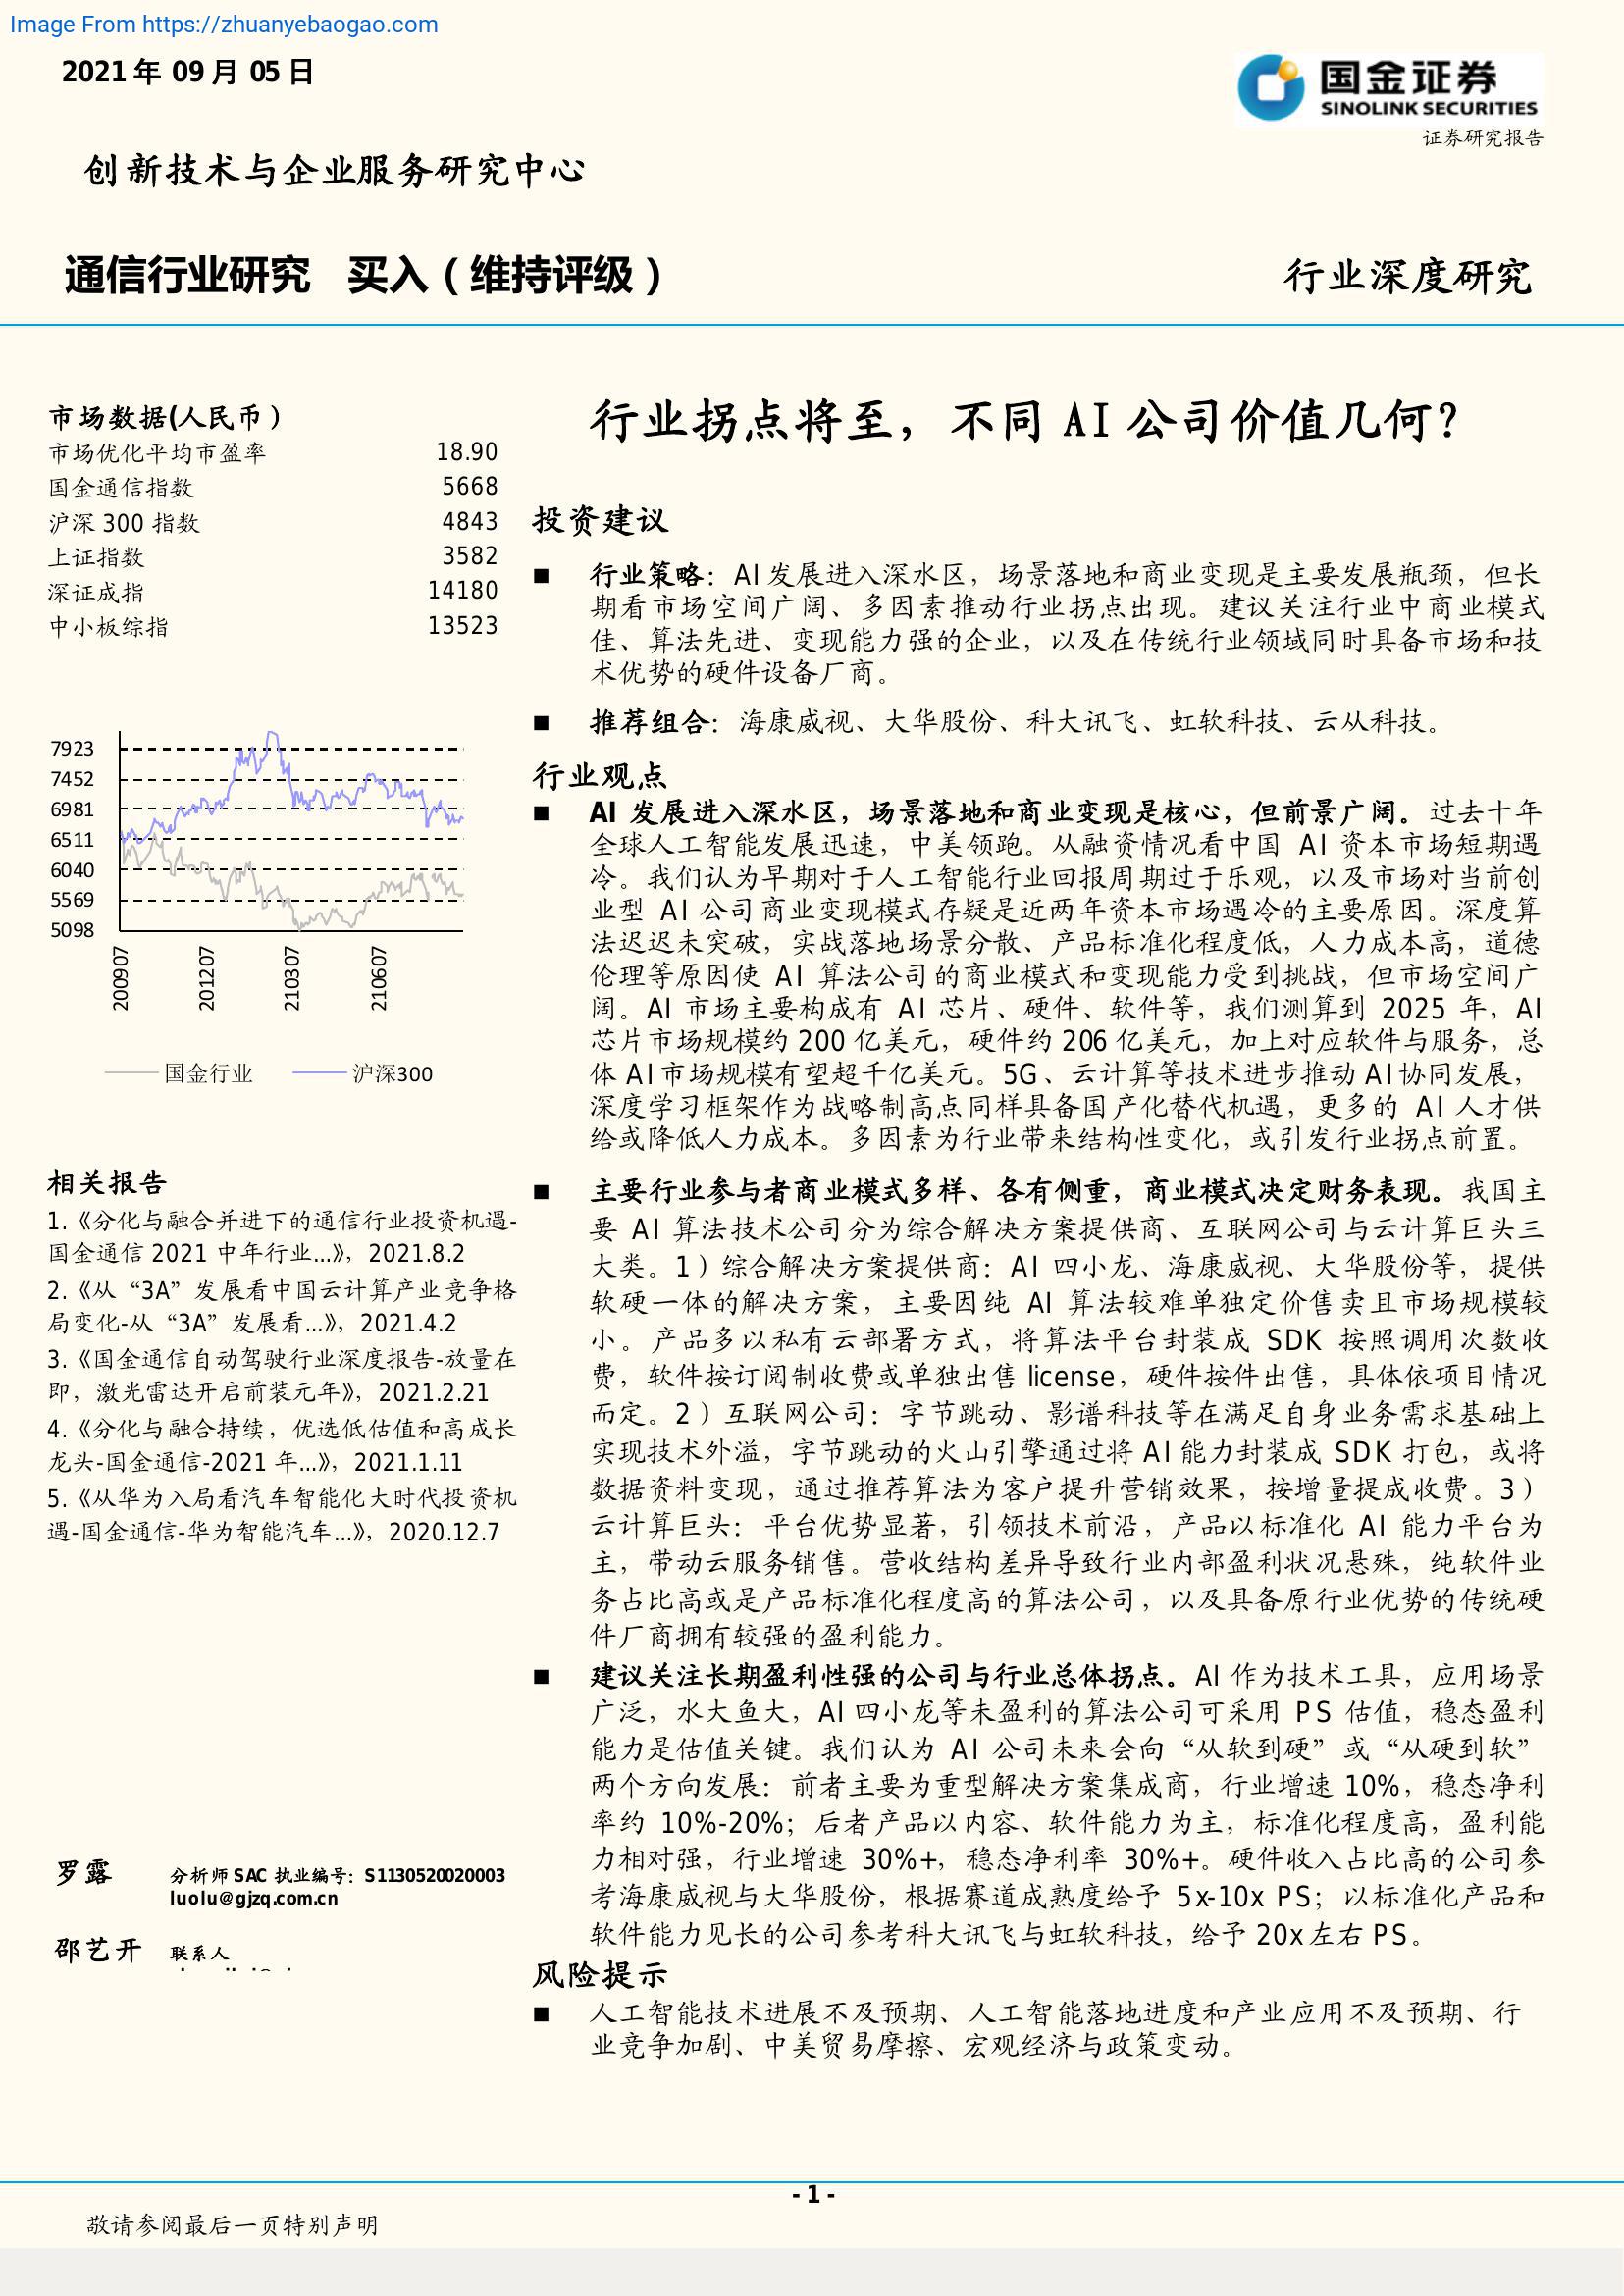 Image From https://zhuanyebaogao.com
2021 年 09 月 05 日
国金证券
SINOLINK SECURITIES
证券研究报告
创新技术与企业服务研究中心
通信行业研究 买入（维持评级）
行业深度研究
市场数据(人民币）
市场优化平均市盈率 18.90
国金通信指数 5668
沪深 300 指数 4843
上证指数 3582
深证成指 14180
中小板综指 13523
7923
7452
6981
6511
6040
5569
5098
200907
201207
210307
210607
国金行业 沪深300
相关报告
1.《分化与融合并进下的通信行业投资机遇-
国金通信 2021 中年行业...》，2021.8.2
2.《从“3A”发展看中国云计算产业竞争格
局变化-从“3A”发展看...》，2021.4.2
3.《国金通信自动驾驶行业深度报告-放量在
即，激光雷达开启前装元年》，2021.2.21
4.《分化与融合持续，优选低估值和高成长
龙头-国金通信-2021 年...》，2021.1.11
5.《从华为入局看汽车智能化大时代投资机
遇-国金通信-华为智能汽车...》，2020.12.7
罗露 分析师 SAC 执业编号：S1130520020003
luolu@gjzq.com.cn
邵艺开 联系人
行业拐点将至，不同 AI 公司价值几何？
投资建议
■ 行业策略：AI 发展进入深水区，场景落地和商业变现是主要发展瓶颈，但长
期看市场空间广阔、多因素推动行业拐点出现。建议关注行业中商业模式
佳、算法先进、变现能力强的企业，以及在传统行业领域同时具备市场和技
术优势的硬件设备厂商。
■ 推荐组合：海康威视、大华股份、科大讯飞、虹软科技、云从科技。
行业观点
■ AI 发展进入深水区，场景落地和商业变现是核心，但前景广阔。过去十年
全球人工智能发展迅速，中美领跑。从融资情况看中国 AI 资本市场短期遇
冷。我们认为早期对于人工智能行业回报周期过于乐观，以及市场对当前创
业型 AI 公司商业变现模式存疑是近两年资本市场遇冷的主要原因。深度算
法迟迟未突破，实战落地场景分散、产品标准化程度低，人力成本高，道德
伦理等原因使 AI 算法公司的商业模式和变现能力受到挑战，但市场空间广
阔。AI 市场主要构成有 AI 芯片、硬件、软件等，我们测算到 2025 年，AI
芯片市场规模约 200 亿美元，硬件约 206 亿美元，加上对应软件与服务，总
体 AI 市场规模有望超千亿美元。5G、云计算等技术进步推动 AI 协同发展，
深度学习框架作为战略制高点同样具备国产化替代机遇，更多的 AI 人才供
给或降低人力成本。多因素为行业带来结构性变化，或引发行业拐点前置。
■ 主要行业参与者商业模式多样、各有侧重，商业模式决定财务表现。我国主
要 AI 算法技术公司分为综合解决方案提供商、互联网公司与云计算巨头三
大类。1）综合解决方案提供商：AI 四小龙、海康威视、大华股份等，提供
软硬一体的解决方案，主要因纯 AI 算法较难单独定价售卖且市场规模较
小。产品多以私有云部署方式，将算法平台封装成 SDK 按照调用次数收
费，软件按订阅制收费或单独出售 license，硬件按件出售，具体依项目情况
而定。2）互联网公司：字节跳动、影谱科技等在满足自身业务需求基础上
实现技术外溢，字节跳动的火山引擎通过将 AI 能力封装成 SDK 打包，或将
数据资料变现，通过推荐算法为客户提升营销效果，按增量提成收费。3）
云计算巨头：平台优势显著，引领技术前沿，产品以标准化 AI 能力平台为
主，带动云服务销售。营收结构差异导致行业内部盈利状况悬殊，纯软件业
务占比高或是产品标准化程度高的算法公司，以及具备原行业优势的传统硬
件厂商拥有较强的盈利能力。
■ 建议关注长期盈利性强的公司与行业总体拐点。AI 作为技术工具，应用场景
广泛，水大鱼大，AI 四小龙等未盈利的算法公司可采用 PS 估值，稳态盈利
能力是估值关键。我们认为 AI 公司未来会向“从软到硬”或“从硬到软”
两个方向发展：前者主要为重型解决方案集成商，行业增速 10%，稳态净利
率约 10%-20%；后者产品以内容、软件能力为主，标准化程度高，盈利能
力相对强，行业增速 30%+，稳态净利率 30%+。硬件收入占比高的公司参
考海康威视与大华股份，根据赛道成熟度给予 5x-10x PS；以标准化产品和
软件能力见长的公司参考科大讯飞与虹软科技，给予 20x 左右 PS。
风险提示
■ 人工智能技术进展不及预期、人工智能落地进度和产业应用不及预期、行
业竞争加剧、中美贸易摩擦、宏观经济与政策变动。
- 1 -
敬请参阅最后一页特别声明